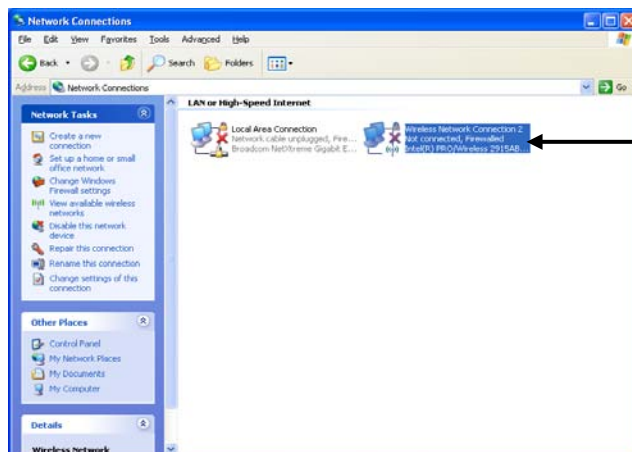 Network Connections
File Edit View Favorites Tools Advanced Help
Back Search Folders
Address Network Connections Go
Network Tasks
Create a new
connection
Set up a home or small
office network
Change Windows
Firewall settings
View available wireless
networks
Disable this network
device
Repair this connection
Rename this connection
Change settings of this
connection
Other Places
Control Panel
My Network Places
My Documents
My Computer
Details
Wireless Network
LAN or High-Speed Internet
Local Area Connection
Network cable unplugged, Fire...
Broadcom NetXtreme Gigabit E...
Wireless Network Connection 2
Not connected, Firewalled
Intel(R) PRO/Wireless 2915AB...